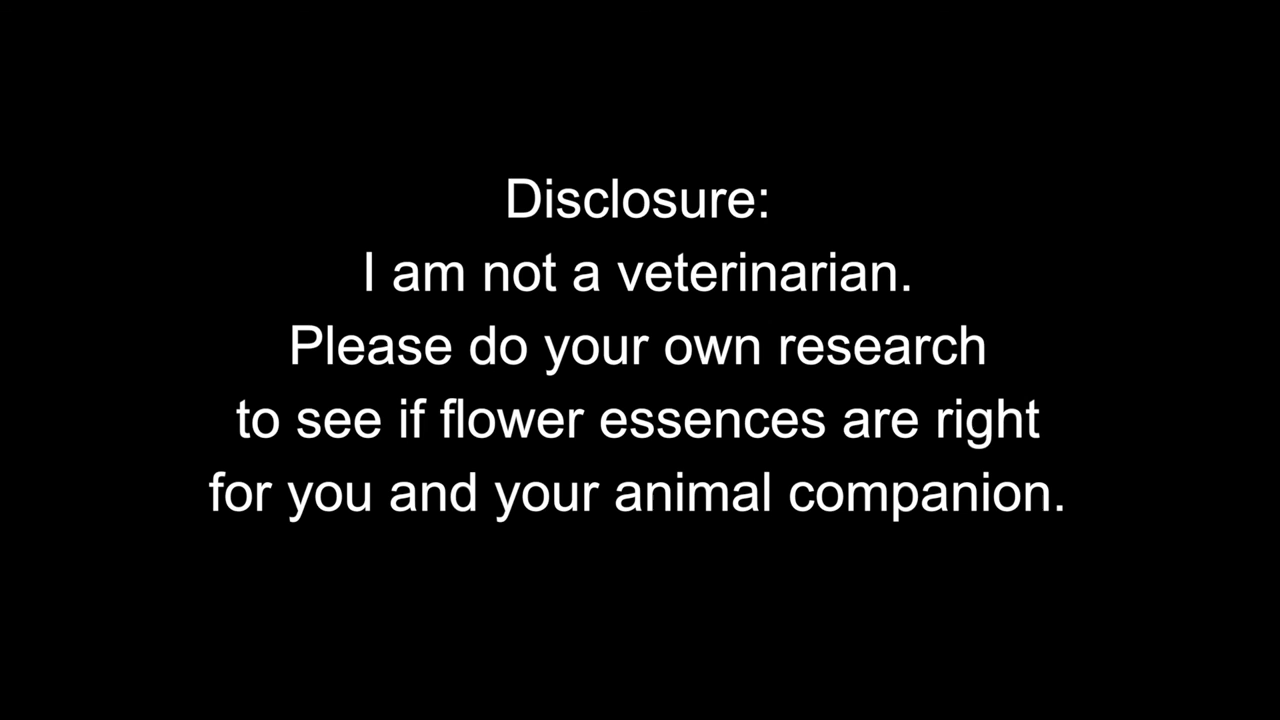 Disclosure:
I am not a veterinarian.
Please do your own research
to see if flower essences are right
for you and your animal companion.